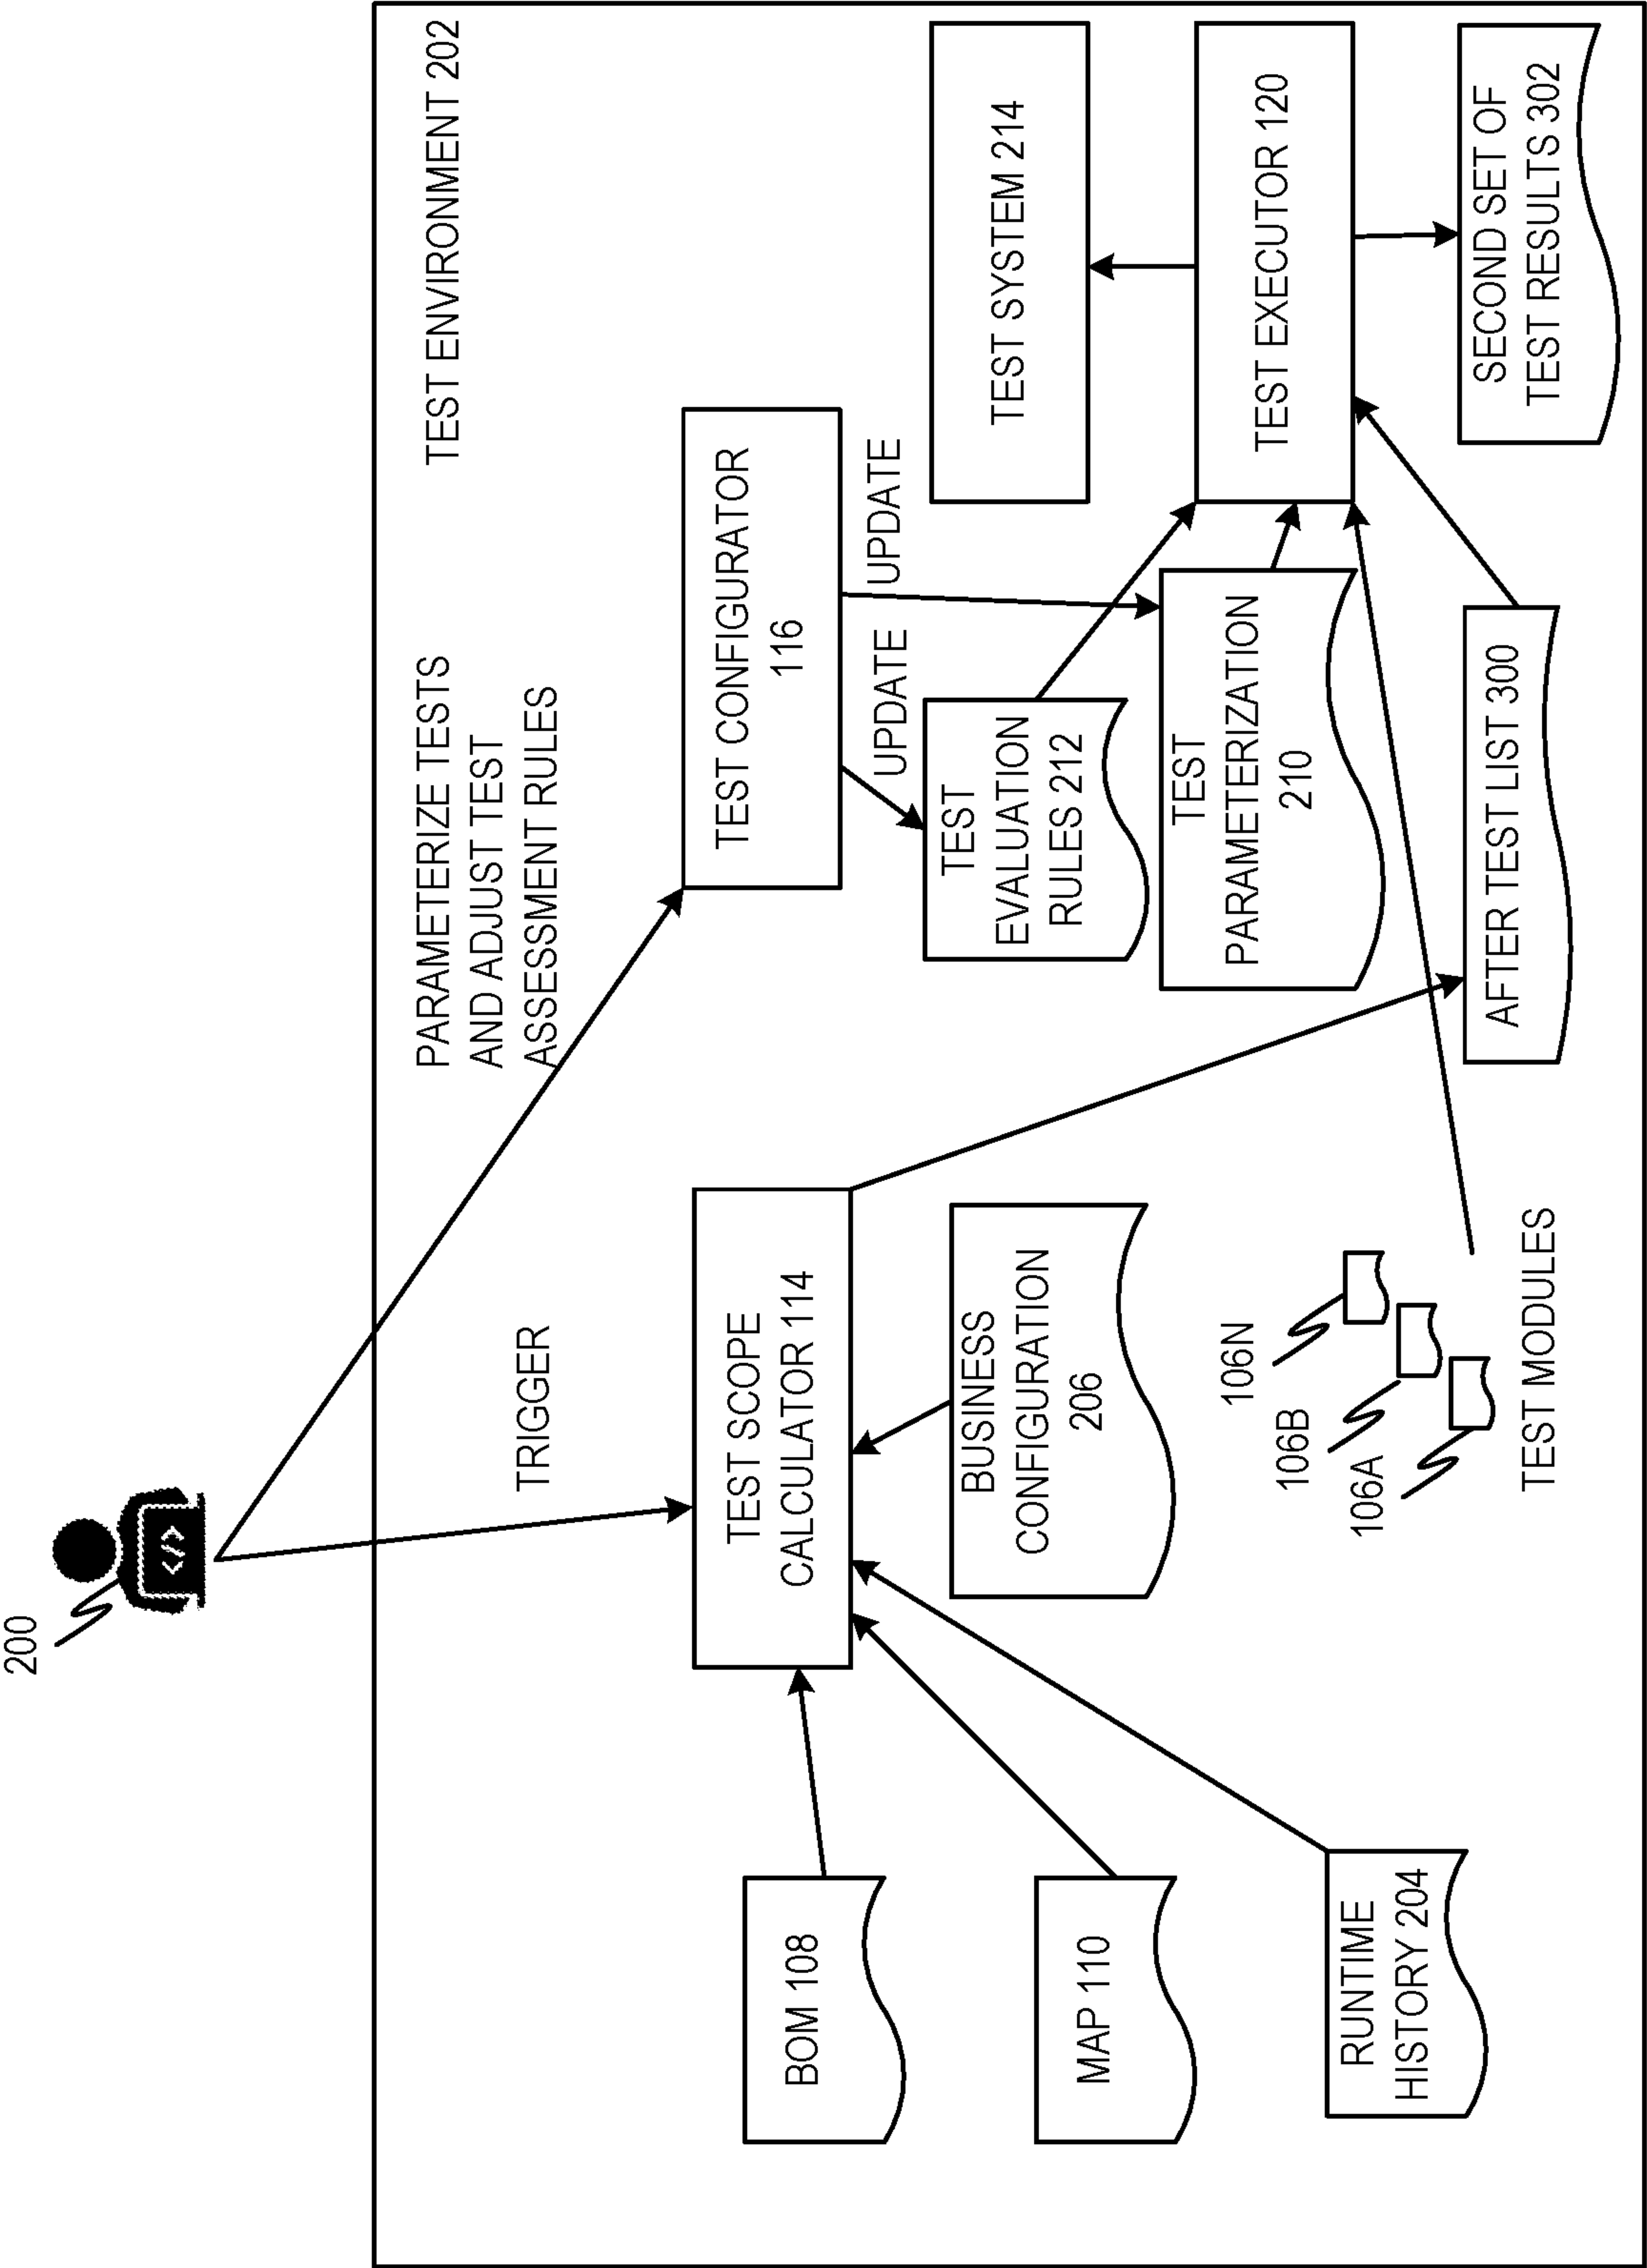 200
TEST ENVIRONMENT 202
TRIGGER
PARAMETERIZE TESTS
AND ADJUST TEST
ASSESSMENT RULES
BOM 108
TEST SCOPE
CALCULATOR 114
TEST CONFIGURATOR
116
UPDATE
UPDATE
MAP 110
BUSINESS
CONFIGURATION
206
TEST
EVALUATION
RULES 212
TEST SYSTEM 214
TEST
PARAMETERIZATION
210
TEST EXECUTOR 120
RUNTIME
HISTORY 204
106N
106B
106A
TEST MODULES
AFTER TEST LIST 300
SECOND SET OF
TEST RESULTS 302